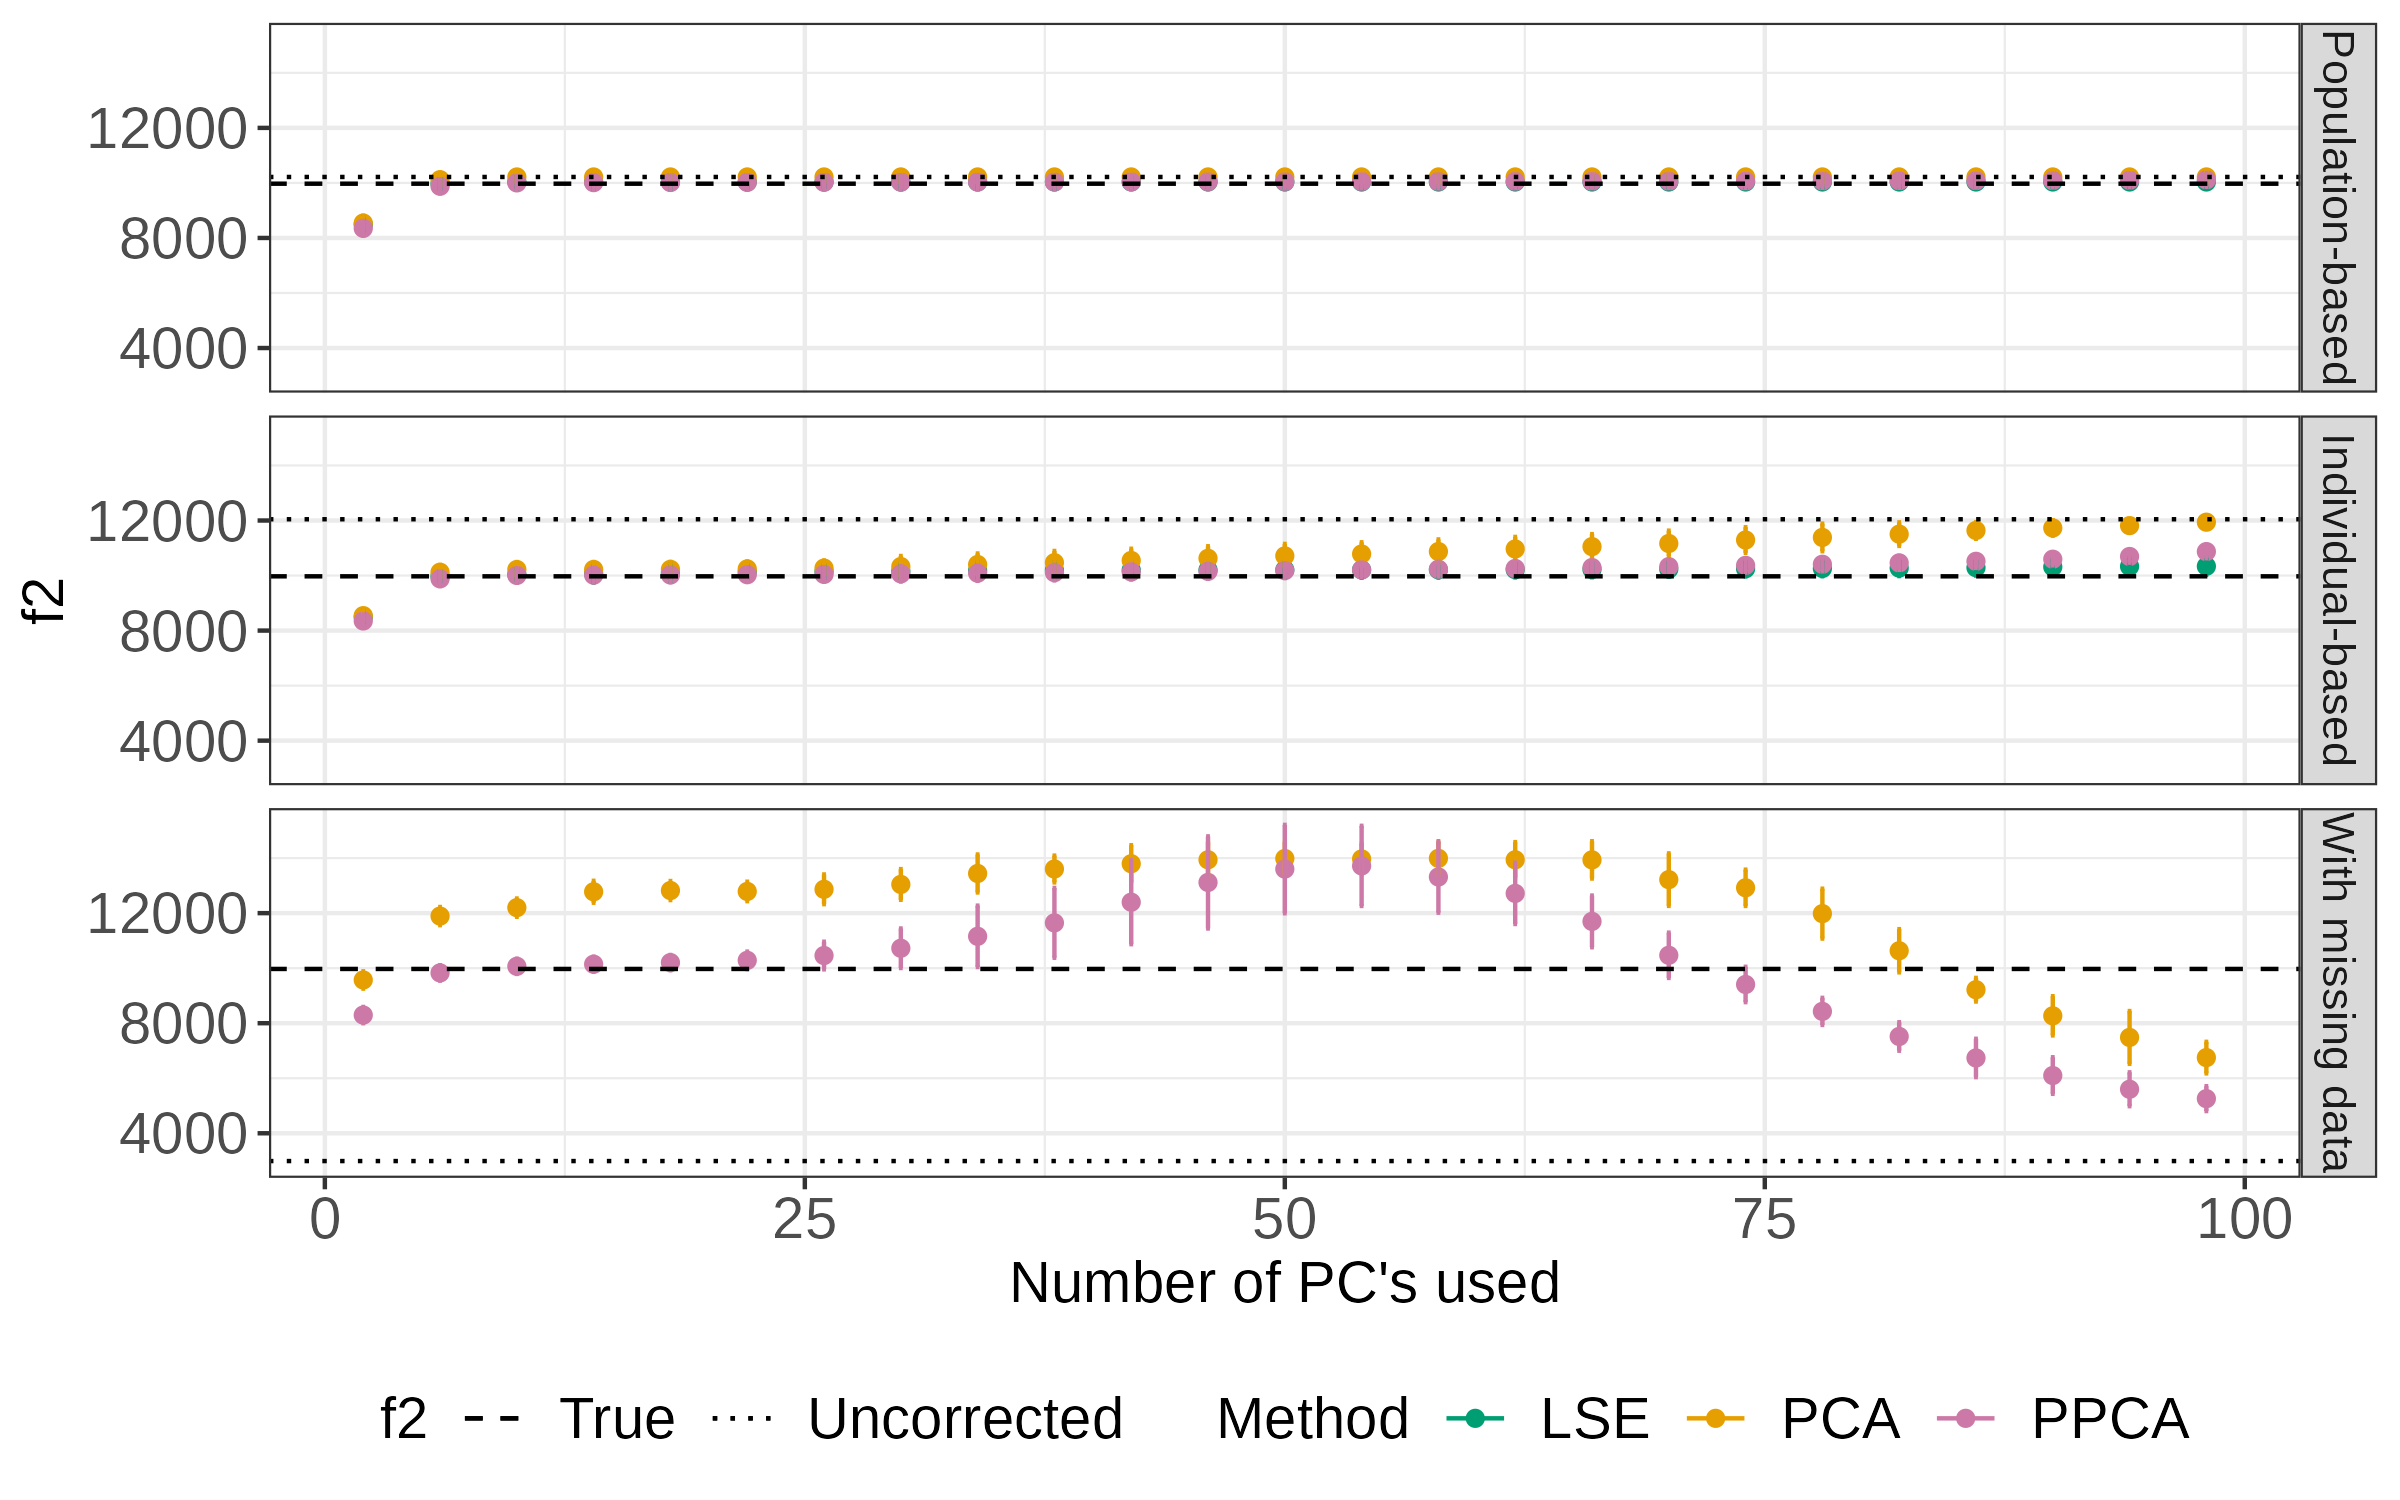 12000
8000
4000
Population-based
12000
8000
4000
Individual-based
f2
12000
8000
4000
With missing data
0 25 50 75 100
Number of PC's used
f2 True Uncorrected Method LSE PCA PPCA